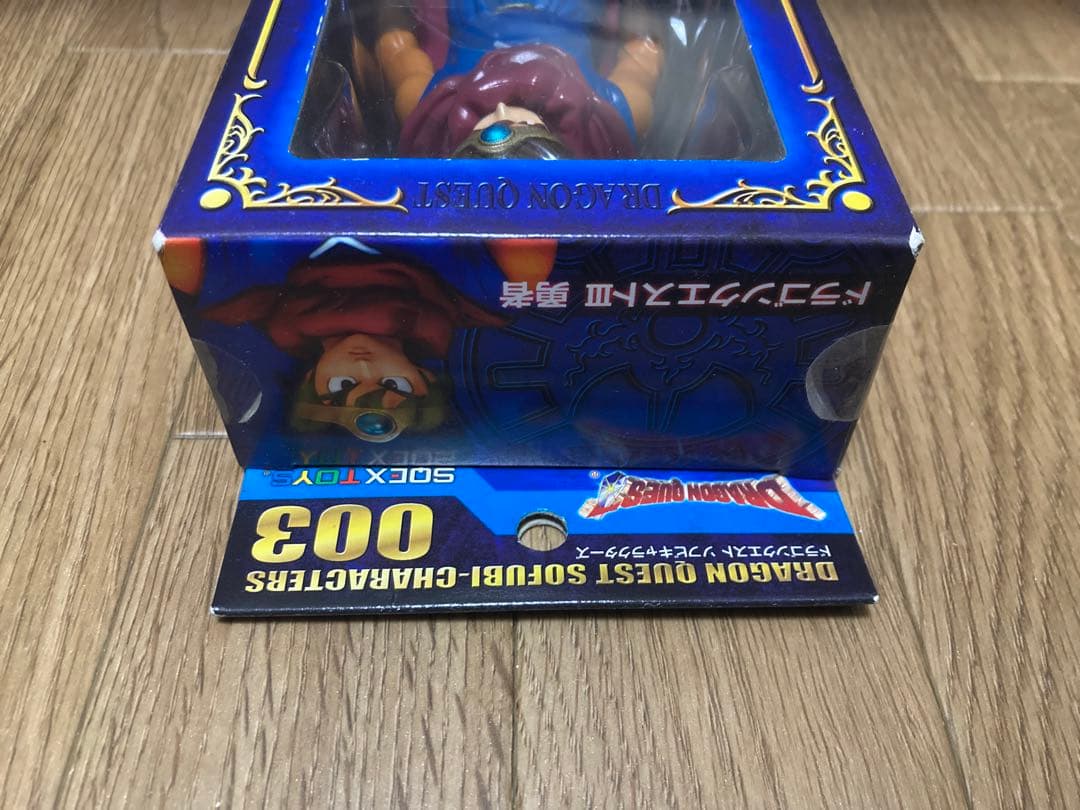 DRAGON QUEST SOFUBI-CHARACTERS
ドラゴンクエスト ソフビキャラクターズ
003
DRAGON QUEST®
SQEX TOYS®
ドラゴンクエストIII 勇者
DRAGON QUEST